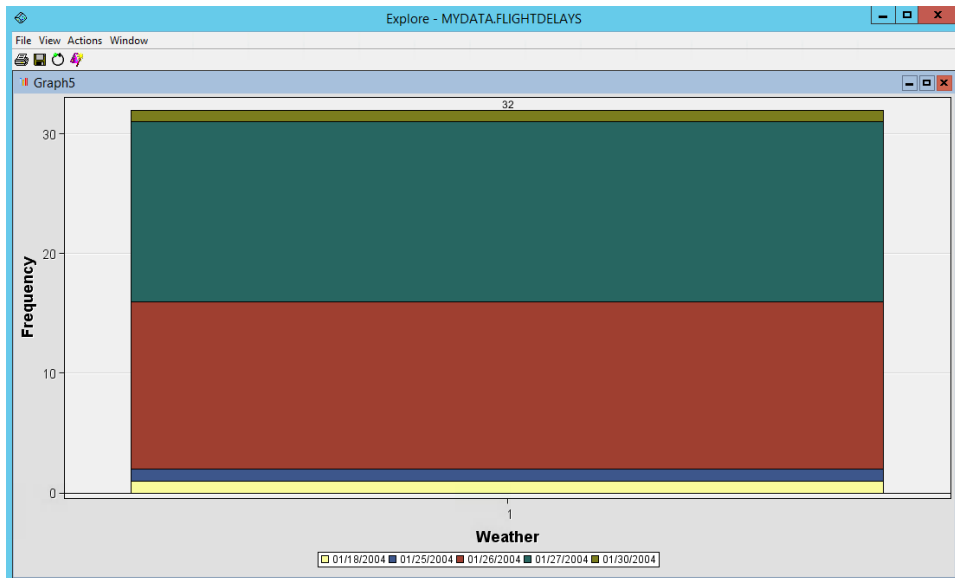 Explore - MYDATA.FLIGHTDELAYS
File View Actions Window
Graph5
32
30
20
10
0
Frequency
1
Weather
01/18/2004 01/25/2004 01/26/2004 01/27/2004 01/30/2004